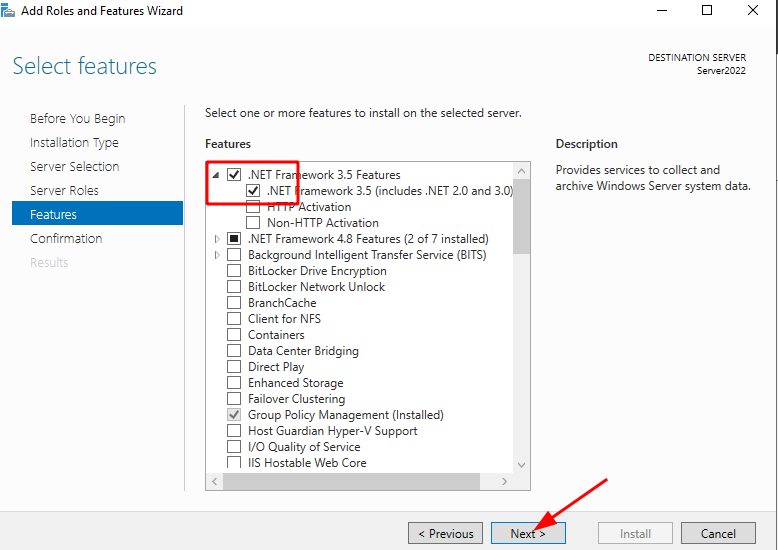 Add Roles and Features Wizard
Select features
DESTINATION SERVER
Server2022
Before You Begin
Installation Type
Server Selection
Server Roles
Features
Confirmation
Results
Select one or more features to install on the selected server.
Features
.NET Framework 3.5 Features
.NET Framework 3.5 (includes .NET 2.0 and 3.0)
HTTP Activation
Non-HTTP Activation
.NET Framework 4.8 Features (2 of 7 installed)
Background Intelligent Transfer Service (BITS)
BitLocker Drive Encryption
BitLocker Network Unlock
BranchCache
Client for NFS
Containers
Data Center Bridging
Direct Play
Enhanced Storage
Failover Clustering
Group Policy Management (Installed)
Host Guardian Hyper-V Support
I/O Quality of Service
IIS Hostable Web Core
Description
Provides services to collect and
archive Windows Server system data.
< Previous
Next >
Install
Cancel